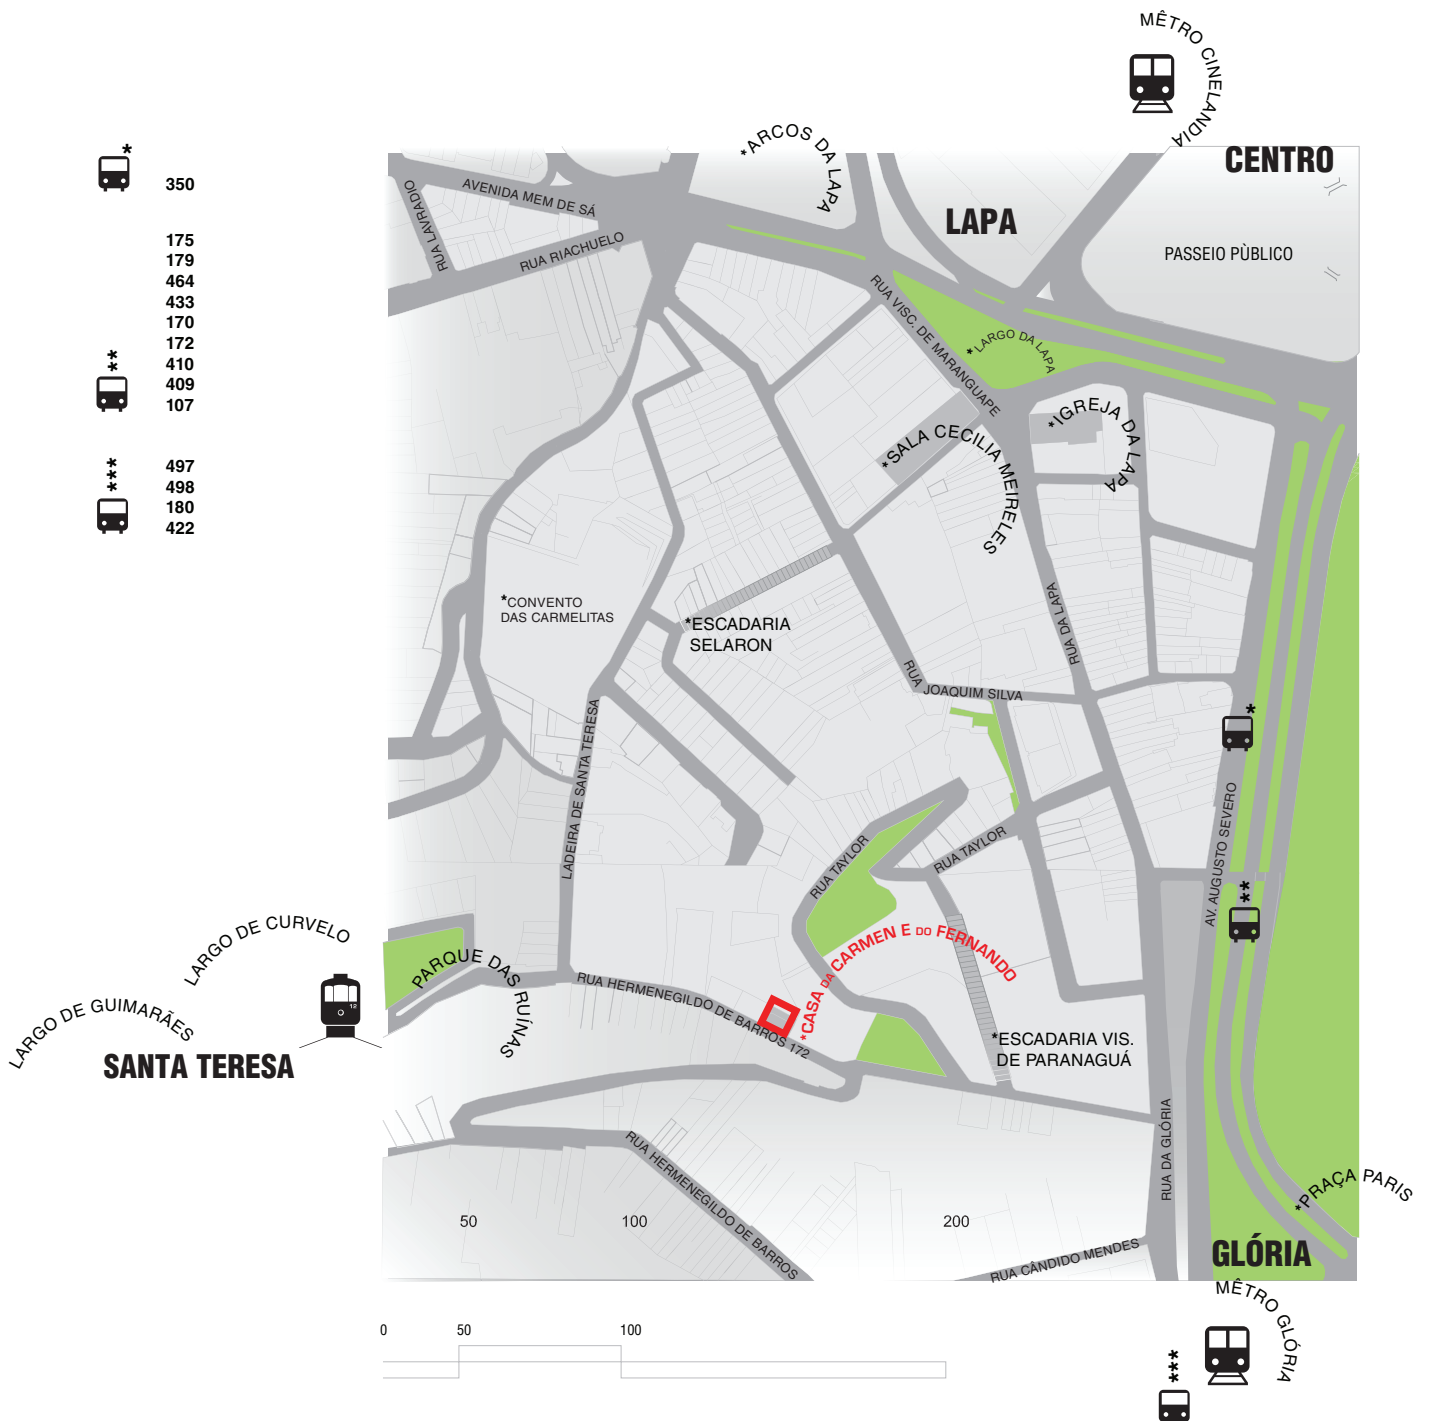 MÊTRO CINELANDIA
CENTRO
*ARCOS DA LAPA
LAPA
PASSEIO PÙBLICO
*
350
175
179
464
433
170
172
**
410
409
107
***
497
498
180
422
RUA LAVRADIO
AVENIDA MEM DE SÁ
RUA RIACHUELO
RUA VISC. DE MARANGUAPE
*LARGO DA LAPA
*IGREJA DA LAPA
*SALA CECILIA MEIRELES
*CONVENTO
DAS CARMELITAS
*ESCADARIA
SELARON
RUA DA LAPA
RUA
JOAQUIM SILVA
LADEIRA DE SANTA TERESA
*
AV. AUGUSTO SEVERO
**
RUA TAYLOR
RUA TAYLOR
LARGO DE CURVELO
LARGO DE GUIMARÃES
12
SANTA TERESA
PARQUE DAS RUÍNAS
RUA HERMENEGILDO DE BARROS 172
*CASA DA CARMEN E DO FERNANDO
*ESCADARIA VIS.
DE PARANAGUÁ
RUA HERMENEGILDO DE BARROS
RUA DA GLÓRIA
*PRAÇA PARIS
50
100
200
RUA CÂNDIDO MENDES
GLÓRIA
MÊTRO GLÓRIA
0
50
100
***